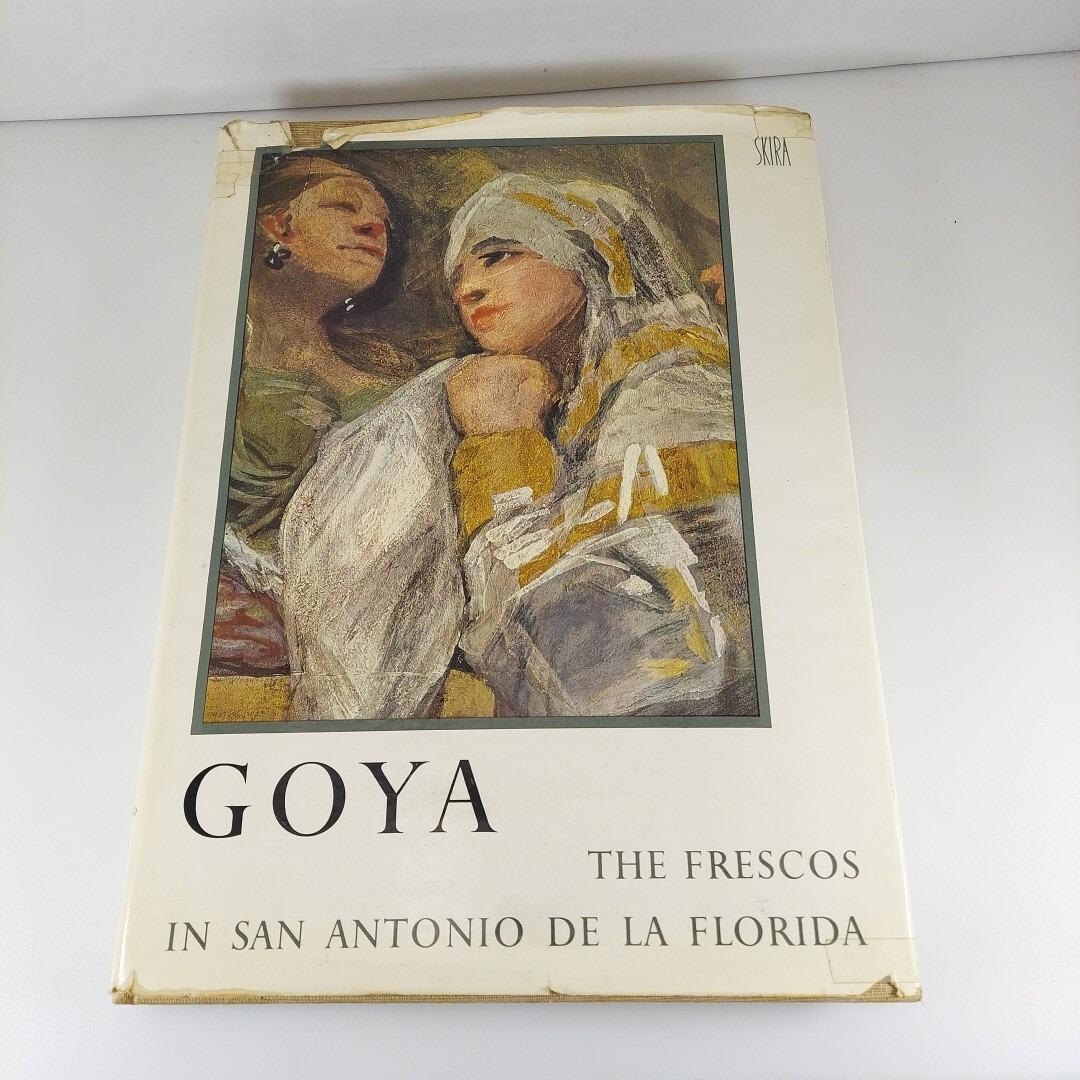 SKIRA
GOYA
THE FRESCOS
IN SAN ANTONIO DE LA FLORIDA